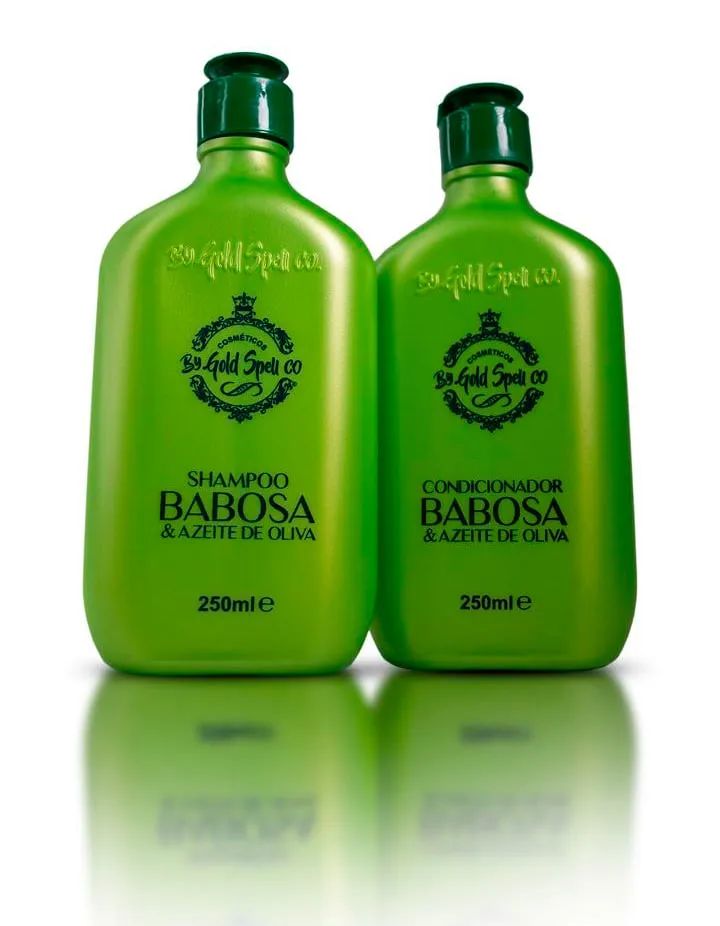 By Gold Spell co.
COSMÉTICOS
By Gold Spell CO
SHAMPOO
BABOSA
& AZEITE DE OLIVA
250ml e
By Gold Spell co.
COSMÉTICOS
By Gold Spell CO
CONDICIONADOR
BABOSA
& AZEITE DE OLIVA
250ml e